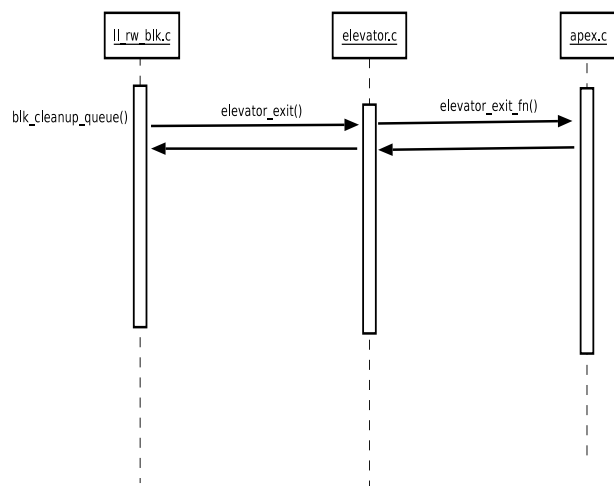 ll_rw_blk.c
elevator.c
apex.c
blk_cleanup_queue()
elevator_exit()
elevator_exit_fn()